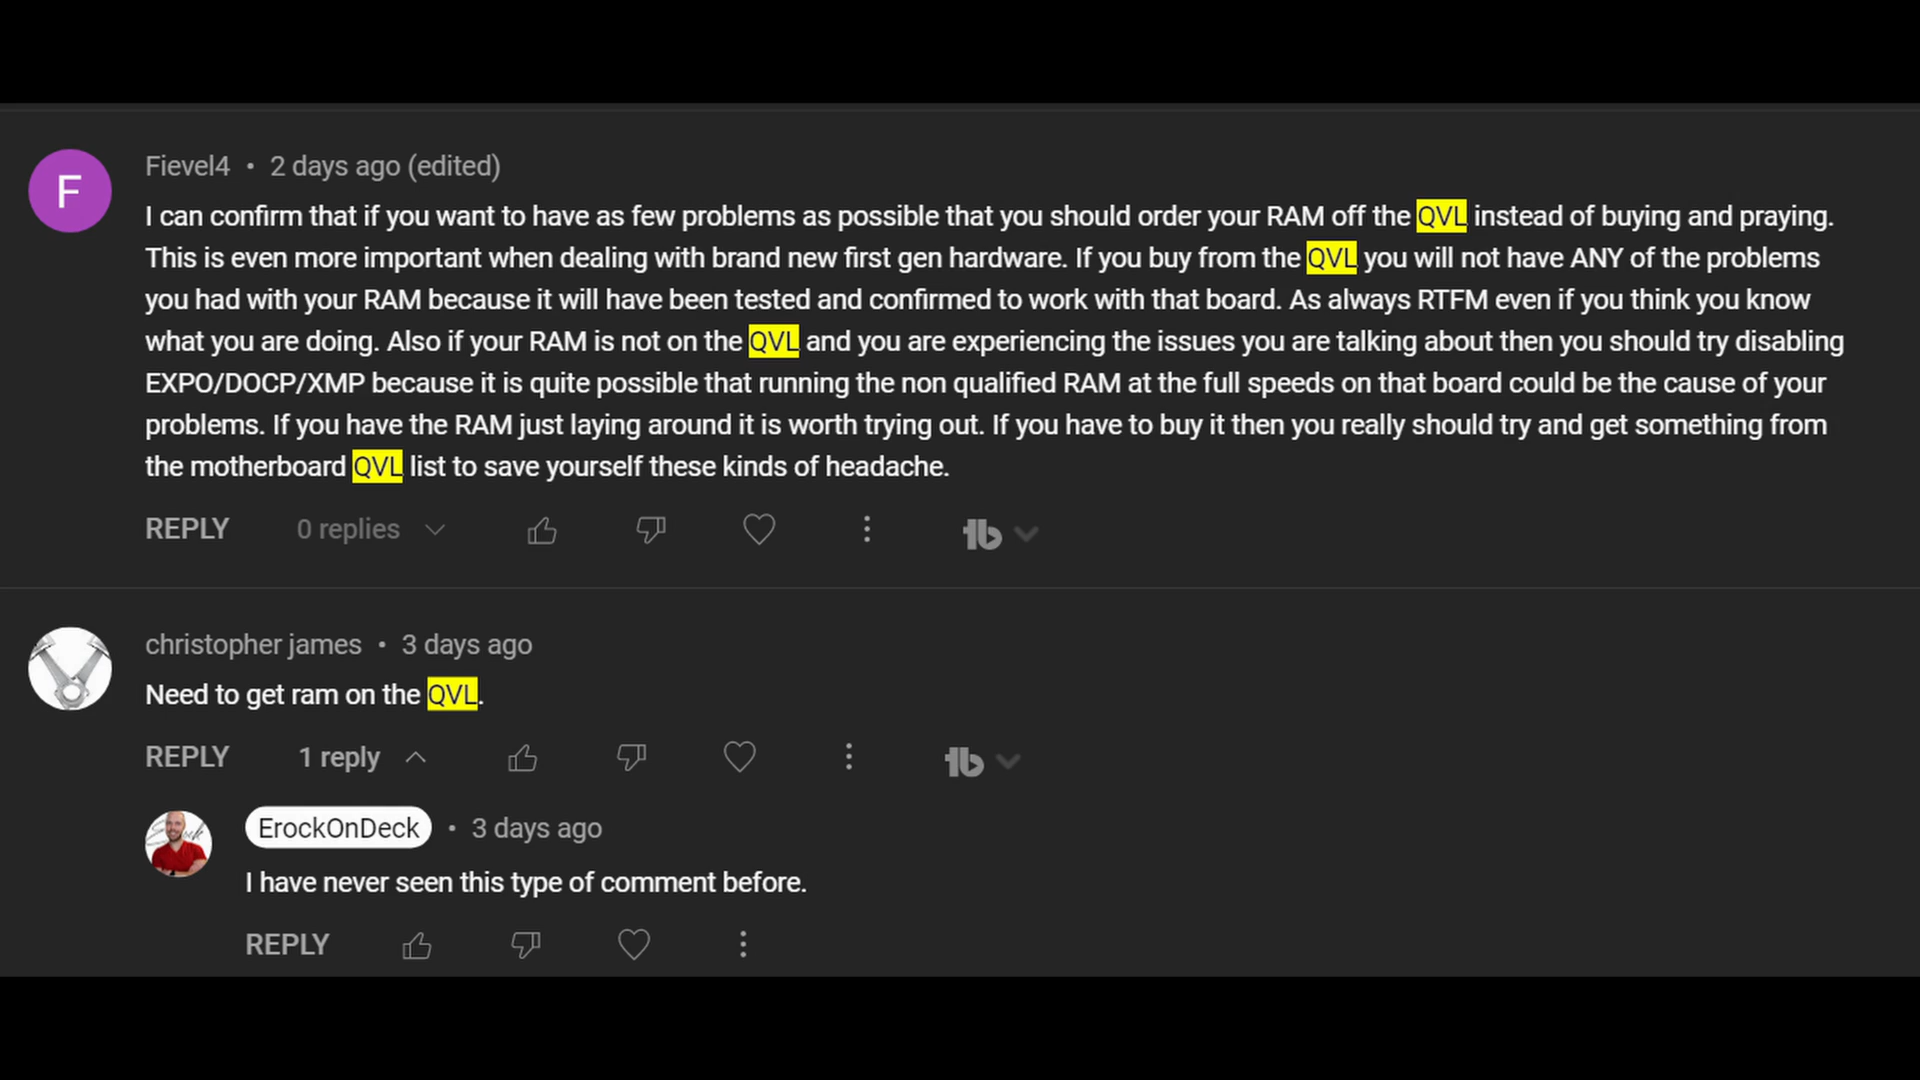 F
Fievel4 • 2 days ago (edited)
I can confirm that if you want to have as few problems as possible that you should order your RAM off the QVL instead of buying and praying.
This is even more important when dealing with brand new first gen hardware. If you buy from the QVL you will not have ANY of the problems
you had with your RAM because it will have been tested and confirmed to work with that board. As always RTFM even if you think you know
what you are doing. Also if your RAM is not on the QVL and you are experiencing the issues you are talking about then you should try disabling
EXPO/DOCP/XMP because it is quite possible that running the non qualified RAM at the full speeds on that board could be the cause of your
problems. If you have the RAM just laying around it is worth trying out. If you have to buy it then you really should try and get something from
the motherboard QVL list to save yourself these kinds of headache.
REPLY 0 replies tb
christopher james • 3 days ago
Need to get ram on the QVL.
REPLY 1 reply tb
ErockOnDeck • 3 days ago
I have never seen this type of comment before.
REPLY